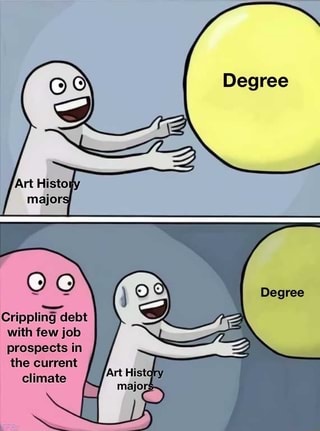 Degree
Art History
majors
Crippling debt
with few job
prospects in
the current
climate
Art History
majors
Degree